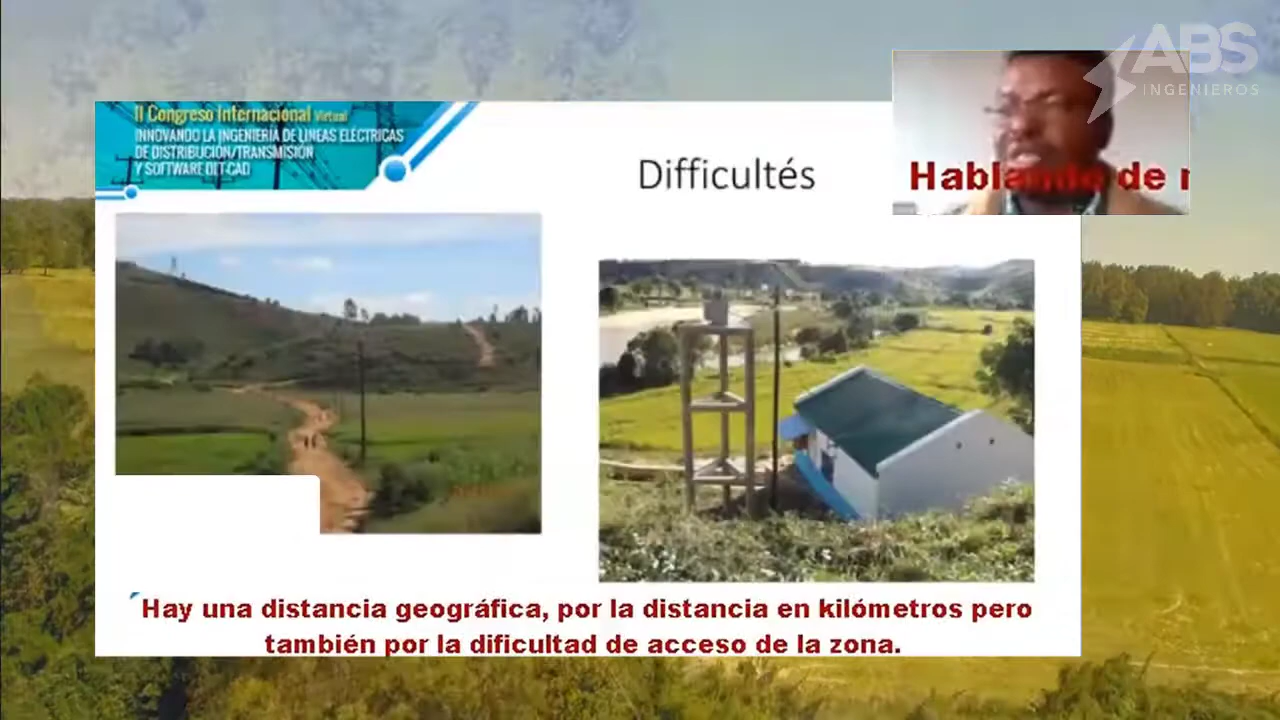 ABS
INGENIEROS
II Congreso Internacional Virtual
INNOVANDO LA INGENIERÍA DE LÍNEAS ELÉCTRICAS
DE DISTRIBUCIÓN/TRANSMISIÓN
Y SOFTWARE DLT-CAD
Difficultés
Hablando de
Hay una distancia geográfica, por la distancia en kilómetros pero
también por la dificultad de acceso de la zona.